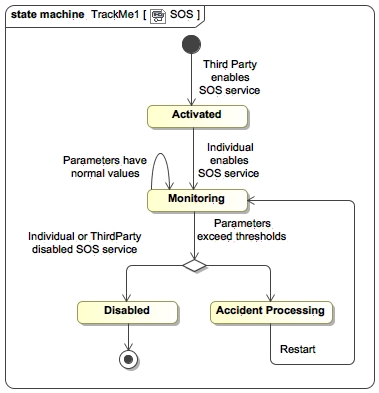 state machine TrackMe1 [ SOS ]
Third Party
enables
SOS service
Activated
Individual
enables
SOS service
Parameters have
normal values
Monitoring
Individual or ThirdParty
disabled SOS service
Parameters
exceed thresholds
Disabled
Accident Processing
Restart